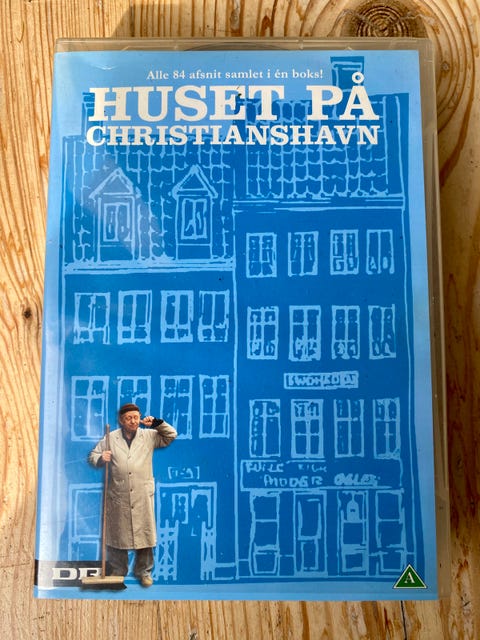 Alle 84 afsnit samlet i én boks!
HUSET PÅ
CHRISTIANSHAVN
DR
A